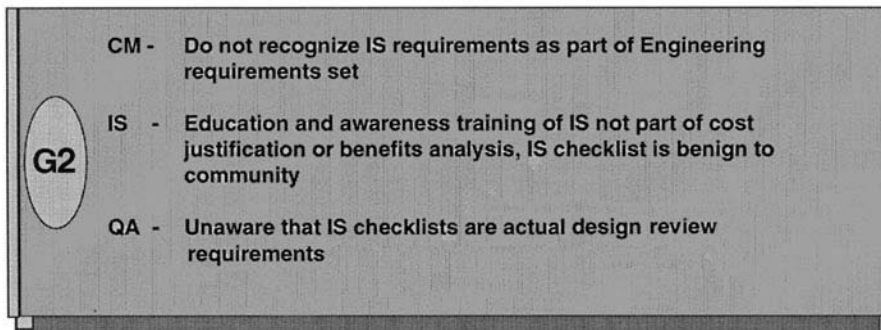 CM - Do not recognize IS requirements as part of Engineering
requirements set
G2
IS - Education and awareness training of IS not part of cost
justification or benefits analysis, IS checklist is benign to
community
QA - Unaware that IS checklists are actual design review
requirements